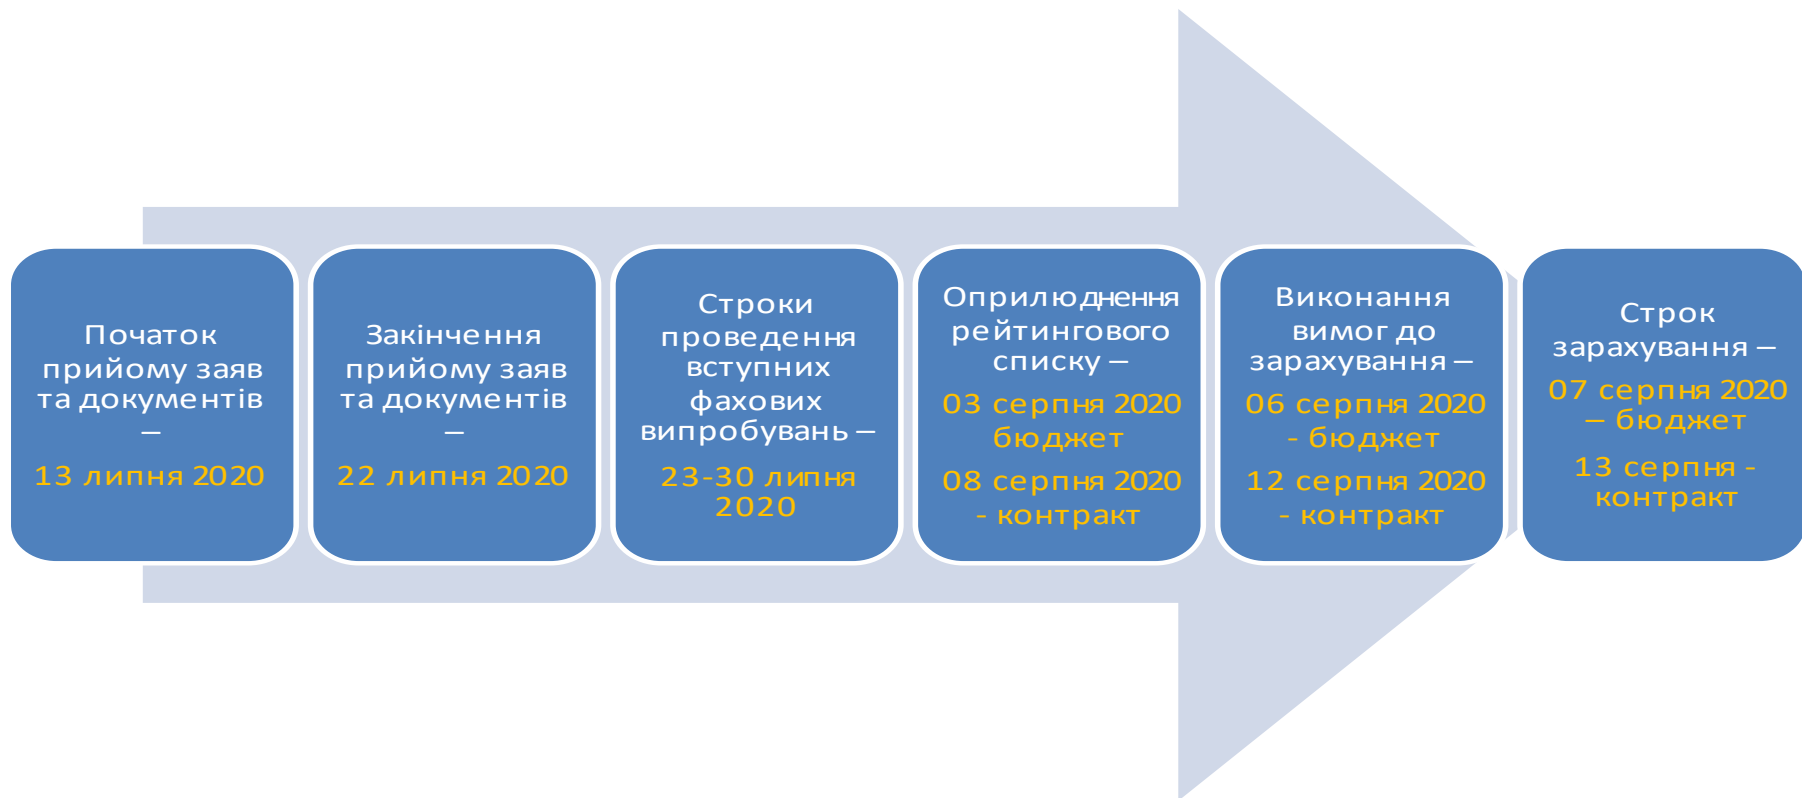 Початок
прийому заяв
та документів
–
13 липня 2020
Закінчення
прийому заяв
та документів
–
22 липня 2020
Строки
проведення
вступних
фахових
випробувань –
23-30 липня
2020
Оприлюднення
рейтингового
списку –
03 серпня 2020
бюджет
08 серпня 2020
- контракт
Виконання
вимог до
зарахування –
06 серпня 2020
- бюджет
12 серпня 2020
- контракт
Строк
зарахування –
07 серпня 2020
– бюджет
13 серпня -
контракт